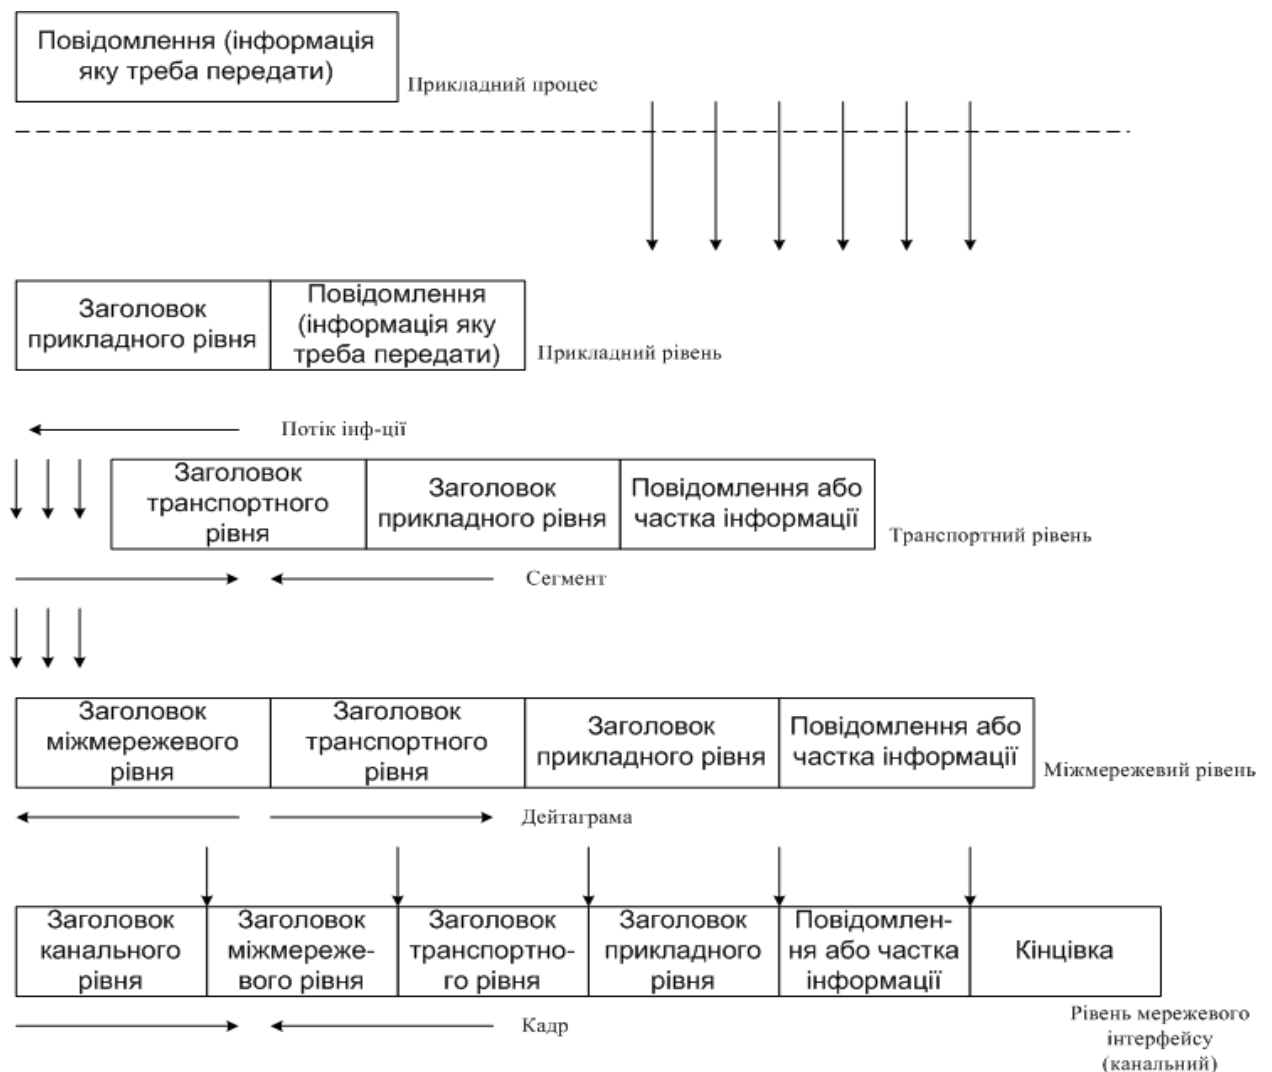 Повідомлення (інформація
яку треба передати)
Прикладний процес
Заголовок
прикладного рівня
Повідомлення
(інформація яку
треба передати)
Прикладний рівень
Потік інф-ції
Заголовок
транспортного
рівня
Заголовок
прикладного рівня
Повідомлення або
частка інформації
Транспортний рівень
Сегмент
Заголовок
міжмережевого
рівня
Заголовок
транспортного
рівня
Заголовок
прикладного рівня
Повідомлення або
частка інформації
Міжмережевий рівень
Дейтаграма
Заголовок
канального
рівня
Заголовок
міжмереже-
вого рівня
Заголовок
транспортно-
го рівня
Заголовок
прикладного
рівня
Повідомлен-
ня або частка
інформації
Кінцівка
Кадр
Рівень мережевого
інтерфейсу
(канальний)